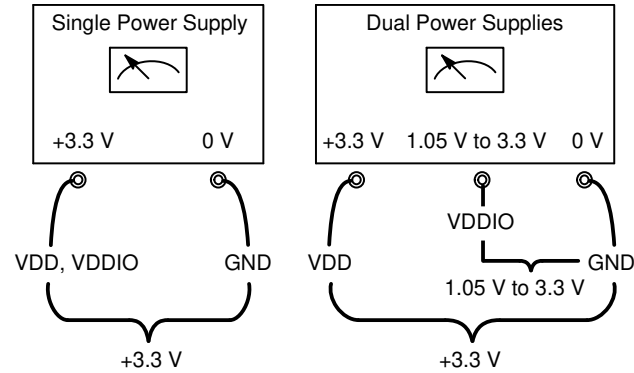 Single Power Supply
+3.3 V 0 V
VDD, VDDIO GND
+3.3 V
Dual Power Supplies
+3.3 V 1.05 V to 3.3 V 0 V
VDDIO
VDD GND
1.05 V to 3.3 V
+3.3 V